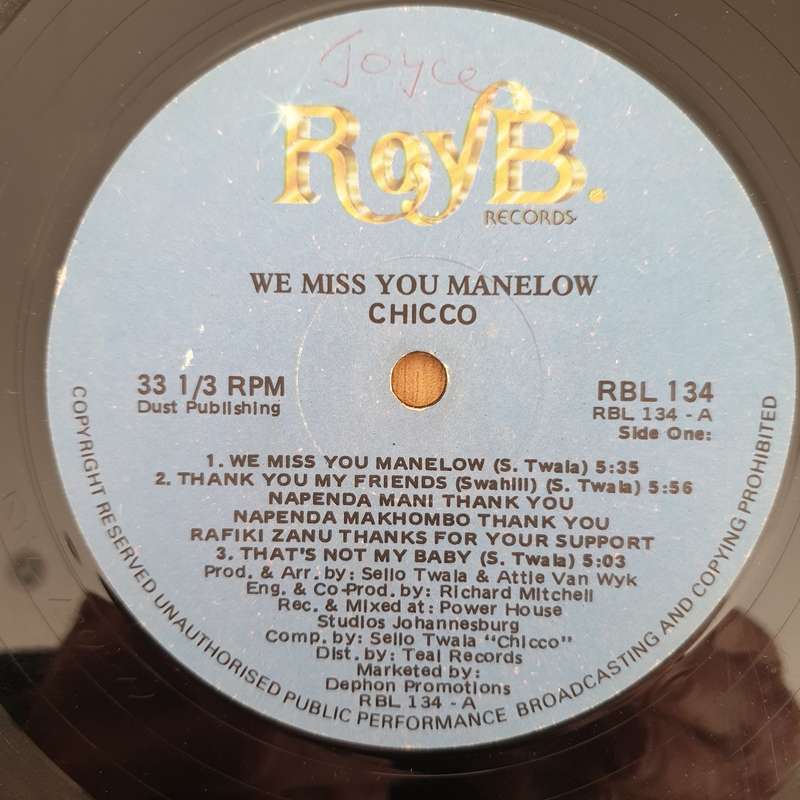 Joyce
Roy B.
RECORDS
WE MISS YOU MANELOW
CHICCO
33 1/3 RPM
Dust Publishing
RBL 134
RBL 134 - A
Side One:
1. WE MISS YOU MANELOW (S. Twala) 5:35
2. THANK YOU MY FRIENDS (Swahili) (S. Twala) 5:56
NAPENDA MANI THANK YOU
NAPENDA MAKHOMBO THANK YOU
RAFIKI ZANU THANKS FOR YOUR SUPPORT
3. THAT'S NOT MY BABY (S. Twala) 5:03
Prod. & Arr. by: Sello Twala & Attie Van Wyk
Eng. & Co-Prod. by: Richard Mitchell
Rec. & Mixed at: Power House
Studios Johannesburg
Comp. by: Sello Twala "Chicco"
Dist. by: Teal Records
Marketed by:
Dephon Promotions
RBL 134 - A
COPYRIGHT RESERVED UNAUTHORISED PUBLIC PERFORMANCE BROADCASTING AND COPYING PROHIBITED